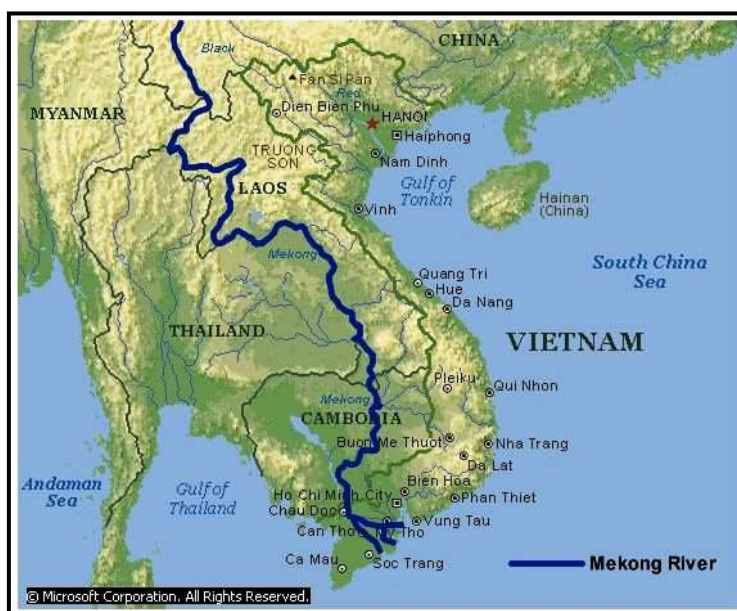 CHINA
Black
Fan Si Pan
Red
Dien Bien Phu
HANOI
MYANMAR
Haiphong
TRUONG
SON
Nam Dinh
LAOS
Gulf of
Tonkin
Hainan
(China)
Vinh
Mekong
South China
Sea
Quang Tri
Hue
Da Nang
THAILAND
VIETNAM
Pleiku
Qui Nhon
Mekong
CAMBODIA
Buon Me Thuot
Nha Trang
Da Lat
Andaman
Sea
Gulf of
Thailand
Bien Hoa
Ho Chi Minh City
Phan Thiet
Chau Doc
Vung Tau
Can Tho
My Tho
Ca Mau
Soc Trang
Mekong River
© Microsoft Corporation. All Rights Reserved.